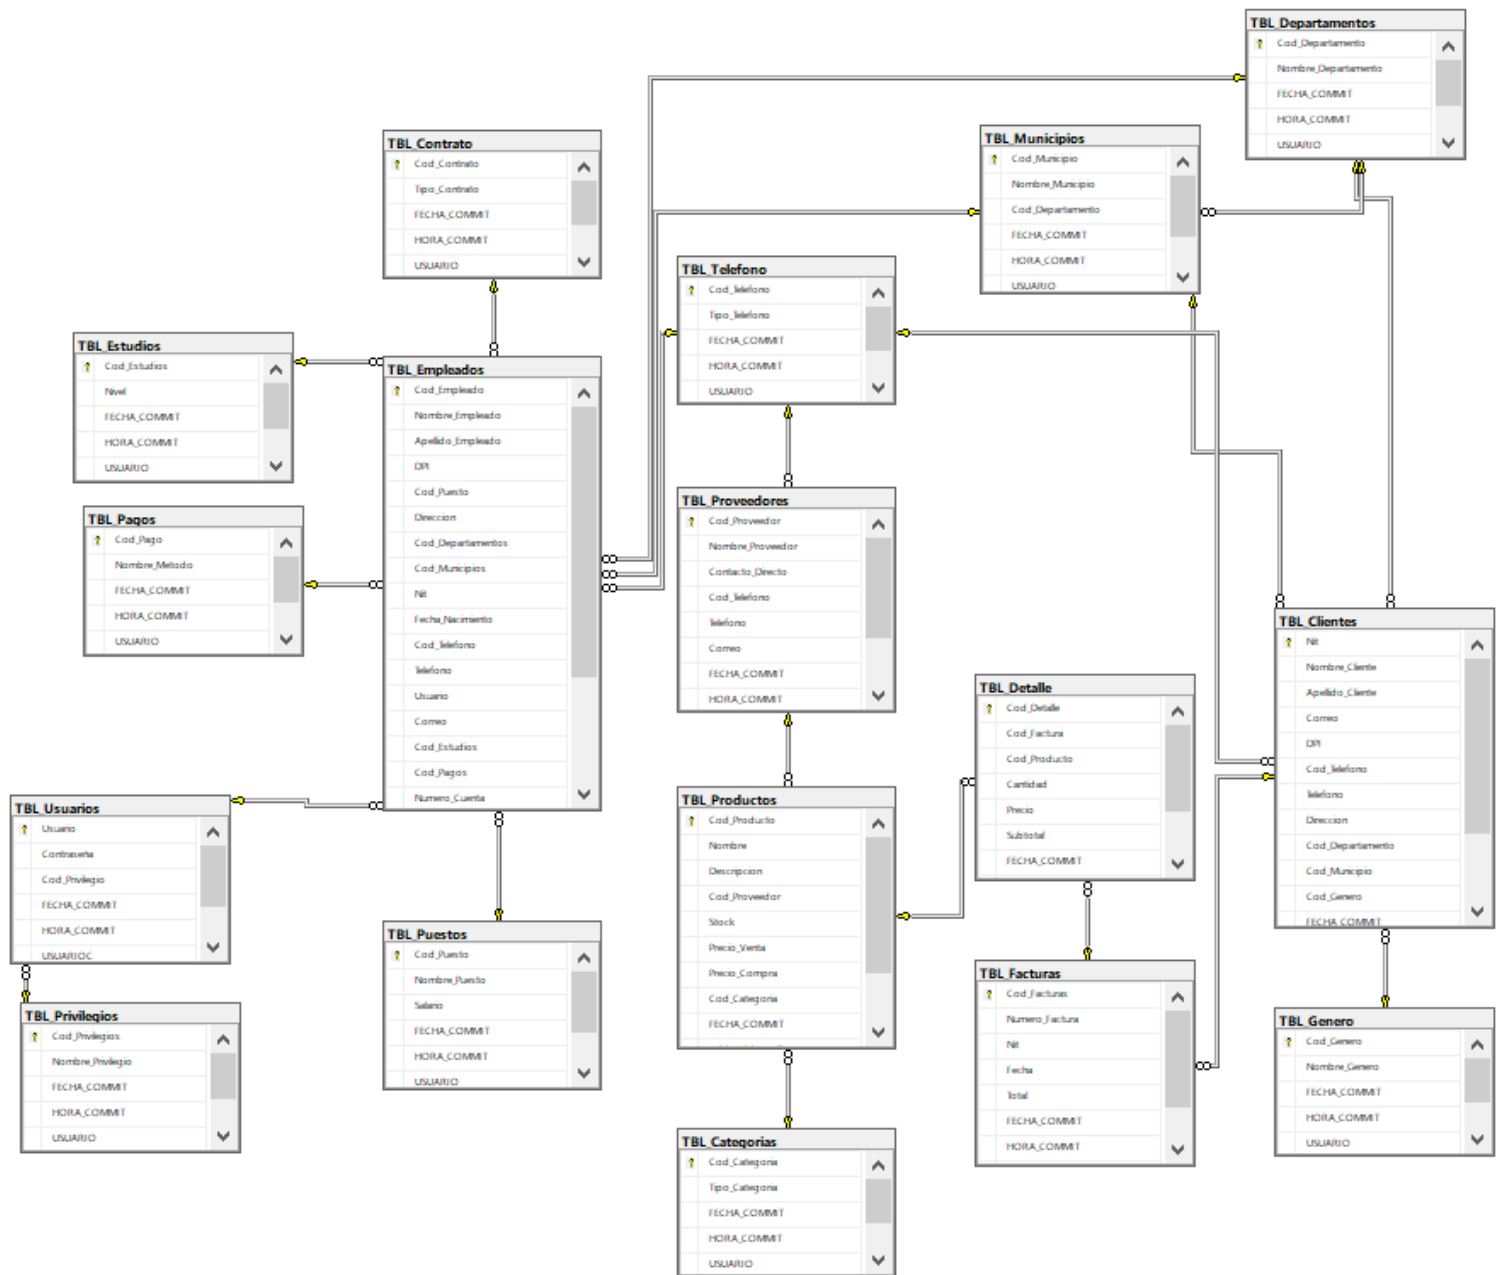 TBL_Departamentos
Cod_Departamento
Nombre_Departamento
FECHA_COMMIT
HORA_COMMIT
USUARIO
TBL_Municipios
Cod_Municipio
Nombre_Municipio
Cod_Departamento
FECHA_COMMIT
HORA_COMMIT
USUARIO
TBL_Contrato
Cod_Contrato
Tipo_Contrato
FECHA_COMMIT
HORA_COMMIT
USUARIO
TBL_Telefono
Cod_Telefono
Tipo_Telefono
FECHA_COMMIT
HORA_COMMIT
USUARIO
TBL_Estudios
Cod_Estudios
Nivel
FECHA_COMMIT
HORA_COMMIT
USUARIO
TBL_Empleados
Cod_Empleado
Nombre_Empleado
Apellido_Empleado
DPI
Cod_Puesto
Direccion
Cod_Departamentos
Cod_Municipios
Nit
Fecha_Nacimiento
Cod_Telefono
Telefono
Usuario
Correo
Cod_Estudios
Cod_Pagos
Numero_Cuenta
TBL_Pagos
Cod_Pago
Nombre_Metodo
FECHA_COMMIT
HORA_COMMIT
USUARIO
TBL_Proveedores
Cod_Proveedor
Nombre_Proveedor
Contacto_Directo
Cod_Telefono
Telefono
Correo
FECHA_COMMIT
HORA_COMMIT
TBL_Clientes
Nit
Nombre_Cliente
Apellido_Cliente
Correo
DPI
Cod_Telefono
Telefono
Direccion
Cod_Departamento
Cod_Municipio
Cod_Genero
FECHA_COMMIT
TBL_Detalle
Cod_Detalle
Cod_Factura
Cod_Producto
Cantidad
Precio
Subtotal
FECHA_COMMIT
TBL_Usuarios
Usuario
Contraseña
Cod_Privilegio
FECHA_COMMIT
HORA_COMMIT
USUARIOC
TBL_Productos
Cod_Producto
Nombre
Descripcion
Cod_Proveedor
Stock
Precio_Venta
Precio_Compra
Cod_Categoria
FECHA_COMMIT
TBL_Puestos
Cod_Puesto
Nombre_Puesto
Salario
FECHA_COMMIT
HORA_COMMIT
USUARIO
TBL_Facturas
Cod_Facturas
Numero_Factura
Nit
Fecha
Total
FECHA_COMMIT
HORA_COMMIT
TBL_Privilegios
Cod_Privilegios
Nombre_Privilegio
FECHA_COMMIT
HORA_COMMIT
USUARIO
TBL_Genero
Cod_Genero
Nombre_Genero
FECHA_COMMIT
HORA_COMMIT
USUARIO
TBL_Categorias
Cod_Categoria
Tipo_Categoria
FECHA_COMMIT
HORA_COMMIT
USUARIO